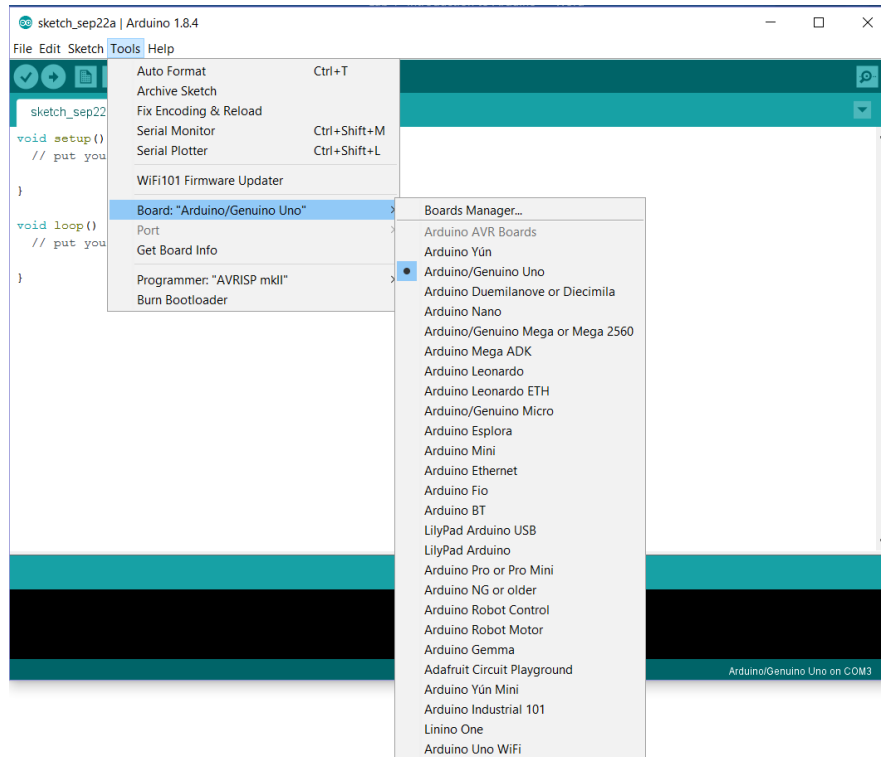 sketch_sep22a | Arduino 1.8.4
File Edit Sketch Tools Help
sketch_sep22
void setup()
// put you
}
void loop()
// put you
}
Auto Format Ctrl+T
Archive Sketch
Fix Encoding & Reload
Serial Monitor Ctrl+Shift+M
Serial Plotter Ctrl+Shift+L
WiFi101 Firmware Updater
Board: "Arduino/Genuino Uno"
Port
Get Board Info
Programmer: "AVRISP mkII"
Burn Bootloader
Boards Manager...
Arduino AVR Boards
Arduino Yún
Arduino/Genuino Uno
Arduino Duemilanove or Diecimila
Arduino Nano
Arduino/Genuino Mega or Mega 2560
Arduino Mega ADK
Arduino Leonardo
Arduino Leonardo ETH
Arduino/Genuino Micro
Arduino Esplora
Arduino Mini
Arduino Ethernet
Arduino Fio
Arduino BT
LilyPad Arduino USB
LilyPad Arduino
Arduino Pro or Pro Mini
Arduino NG or older
Arduino Robot Control
Arduino Robot Motor
Arduino Gemma
Adafruit Circuit Playground
Arduino Yún Mini
Arduino Industrial 101
Linino One
Arduino Uno WiFi
Arduino/Genuino Uno on COM3